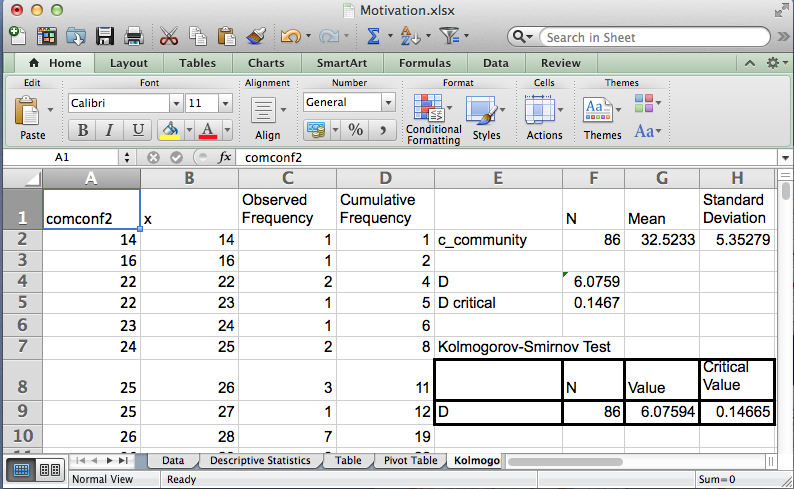 Motivation.xlsx
Search in Sheet
Home Layout Tables Charts SmartArt Formulas Data Review
Edit Font Alignment Number Format Cells Themes
Calibri 11 General
Paste B I U A % Align Conditional Formatting Styles Actions Aa Themes Aa
A1 fx comconf2
A B C D E F G H
1 comconf2 x Observed Frequency Cumulative Frequency N Mean Standard Deviation
2 14 14 1 1 c_community 86 32.5233 5.35279
3 16 16 1 2
4 22 22 2 4 D 6.0759
5 22 23 1 5 D critical 0.1467
6 23 24 1 6
7 24 25 2 8 Kolmogorov-Smirnov Test
8 25 26 3 11 N Value Critical Value
9 25 27 1 12 D 86 6.07594 0.14665
10 26 28 7 19
Data Descriptive Statistics Table Pivot Table Kolmogo
Normal View Ready Sum=0